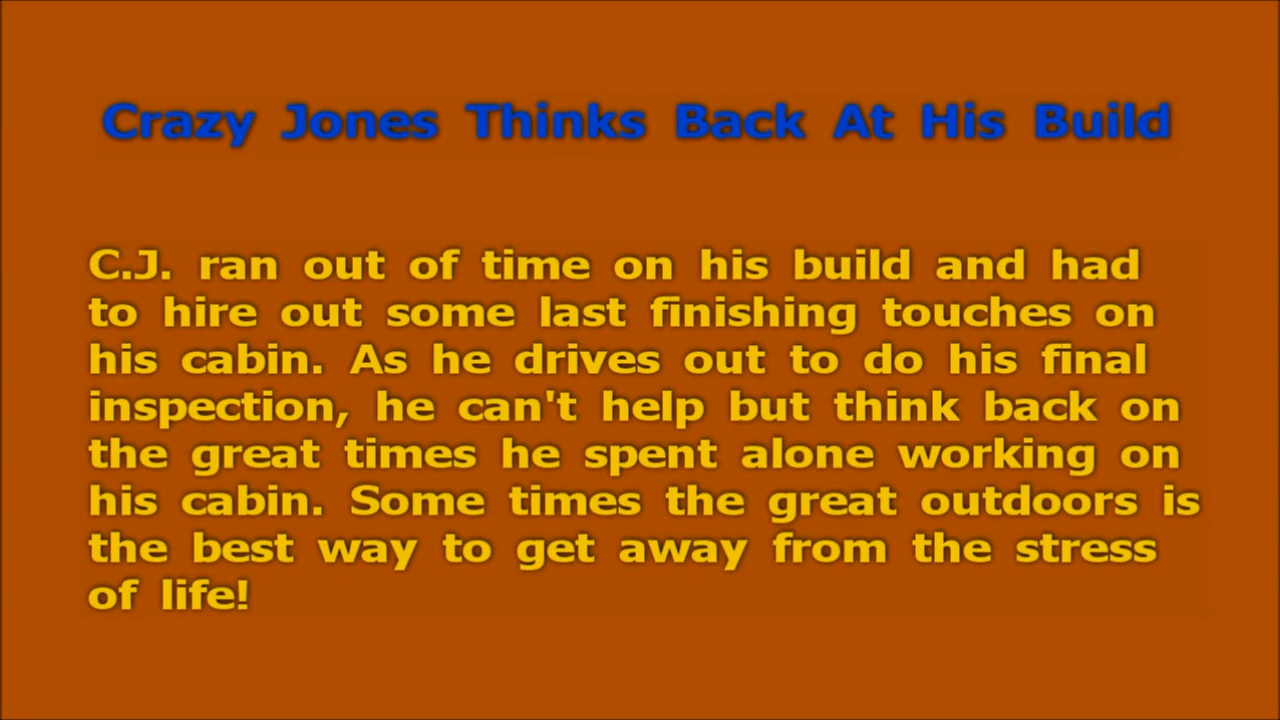 Crazy Jones Thinks Back At His Build
C.J. ran out of time on his build and had
to hire out some last finishing touches on
his cabin. As he drives out to do his final
inspection, he can't help but think back on
the great times he spent alone working on
his cabin. Some times the great outdoors is
the best way to get away from the stress
of life!